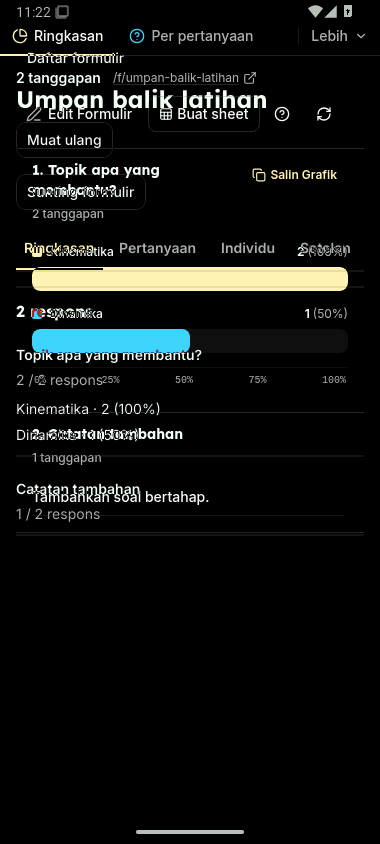 11:22
Ringkasan Per pertanyaan Lebih
Daftar formulir
2 tanggapan /f/umpan-balik-latihan
Umpan balik latihan
Edit Formulir Buat sheet
Muat ulang
1. Topik apa yang membantu?
Salin Grafik
Sunting formulir
2 tanggapan
Ringkasan Pertanyaan Individu Setelan
Kinematika 2 (100%)
2 respons
Dinamika 1 (50%)
Topik apa yang membantu?
2 / 2 respons
0% 25% 50% 75% 100%
Kinematika · 2 (100%)
Dinamika · 1 (50%)
2. Catatan tambahan
1 tanggapan
Catatan tambahan
Tambahkan soal bertahap.
1 / 2 respons